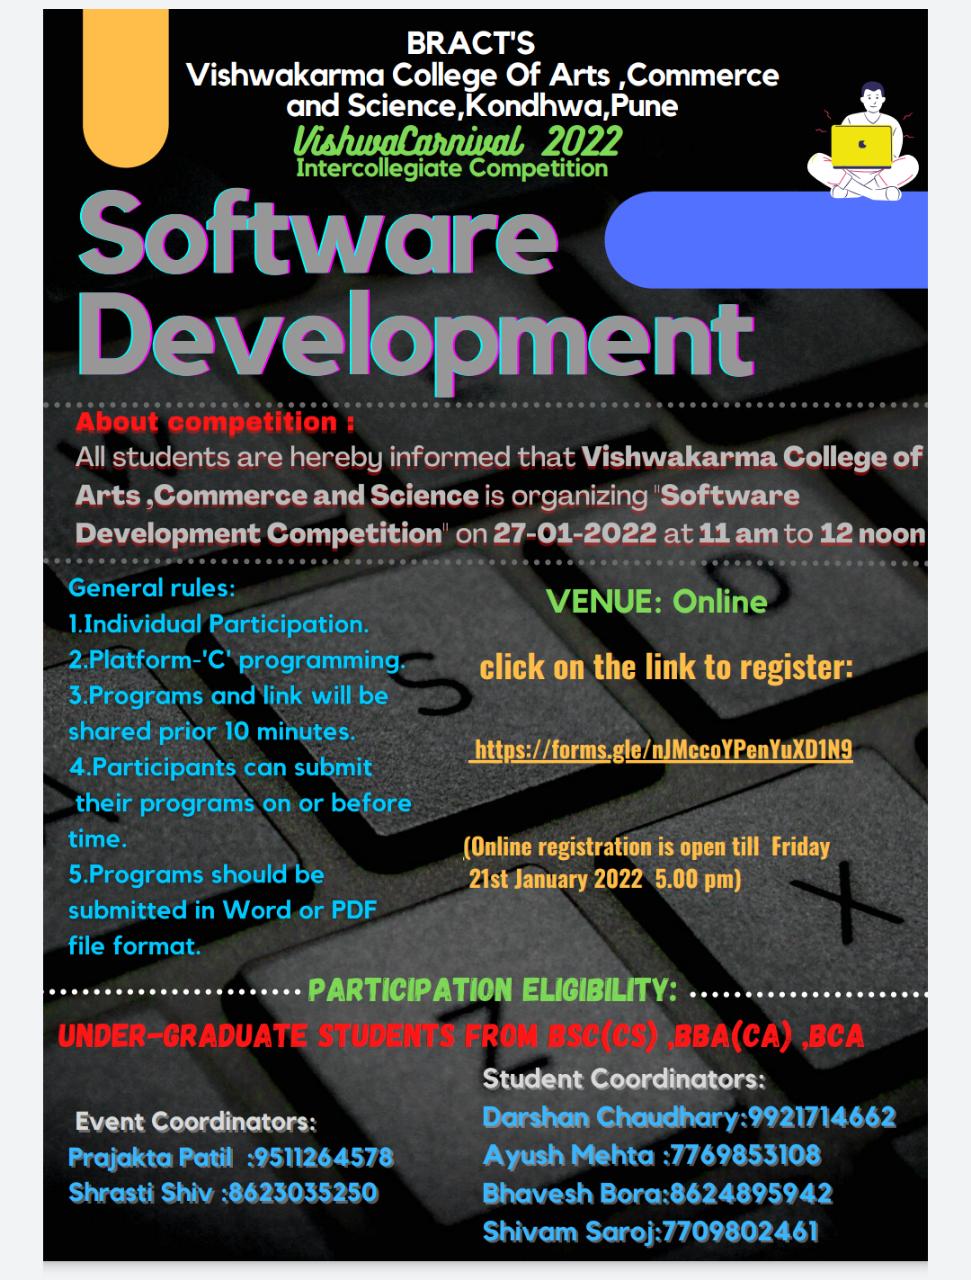 BRACT'S
Vishwakarma College Of Arts ,Commerce
and Science,Kondhwa,Pune
VishwaCarnival 2022
Intercollegiate Competition
Software
Development
About competition :
All students are hereby informed that Vishwakarma College of
Arts ,Commerce and Science is organizing "Software
Development Competition" on 27-01-2022 at 11 am to 12 noon
General rules:
1.Individual Participation.
2.Platform-'C' programming.
3.Programs and link will be
shared prior 10 minutes.
4.Participants can submit
their programs on or before
time.
5.Programs should be
submitted in Word or PDF
file format.
VENUE: Online
click on the link to register:
https://forms.gle/nJMccoYPenYuXD1N9
(Online registration is open till Friday
21st January 2022 5.00 pm)
PARTICIPATION ELIGIBILITY:
UNDER-GRADUATE STUDENTS FROM BSC(CS) ,BBA(CA) ,BCA
Event Coordinators:
Prajakta Patil :9511264578
Shrasti Shiv :8623035250
Student Coordinators:
Darshan Chaudhary:9921714662
Ayush Mehta :7769853108
Bhavesh Bora:8624895942
Shivam Saroj:7709802461